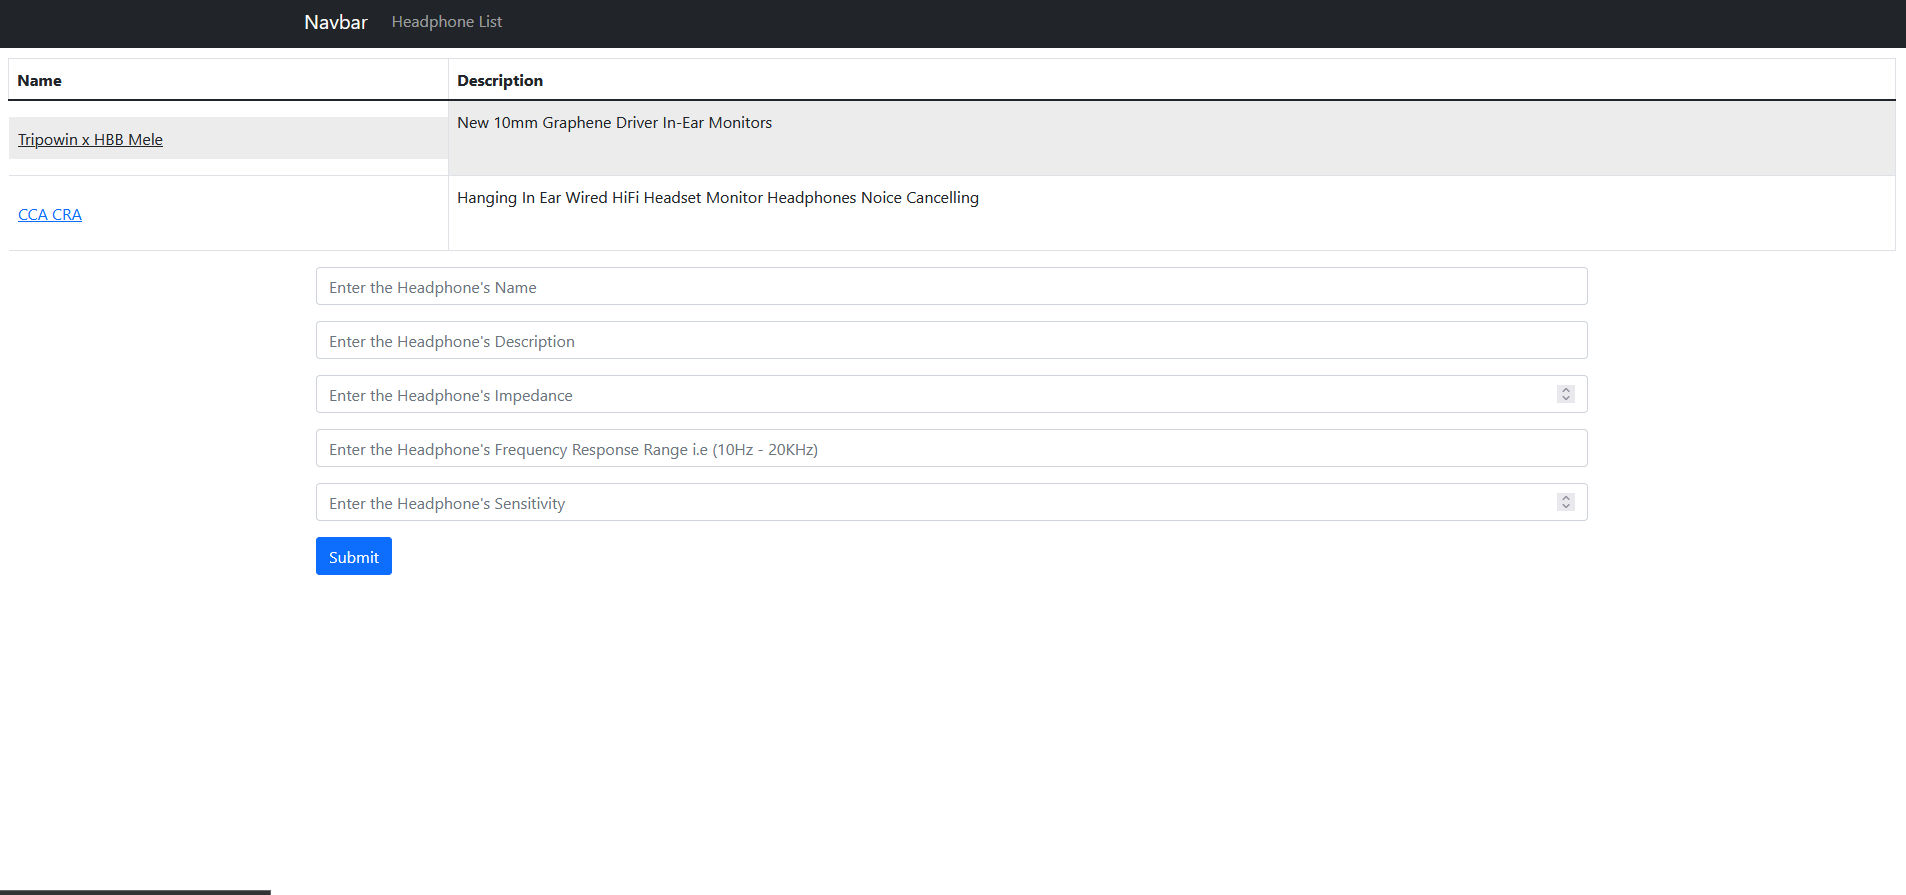 Navbar Headphone List
Name Description
Tripowin x HBB Mele New 10mm Graphene Driver In-Ear Monitors
CCA CRA Hanging In Ear Wired HiFi Headset Monitor Headphones Noice Cancelling
Enter the Headphone's Name
Enter the Headphone's Description
Enter the Headphone's Impedance
Enter the Headphone's Frequency Response Range i.e (10Hz - 20KHz)
Enter the Headphone's Sensitivity
Submit